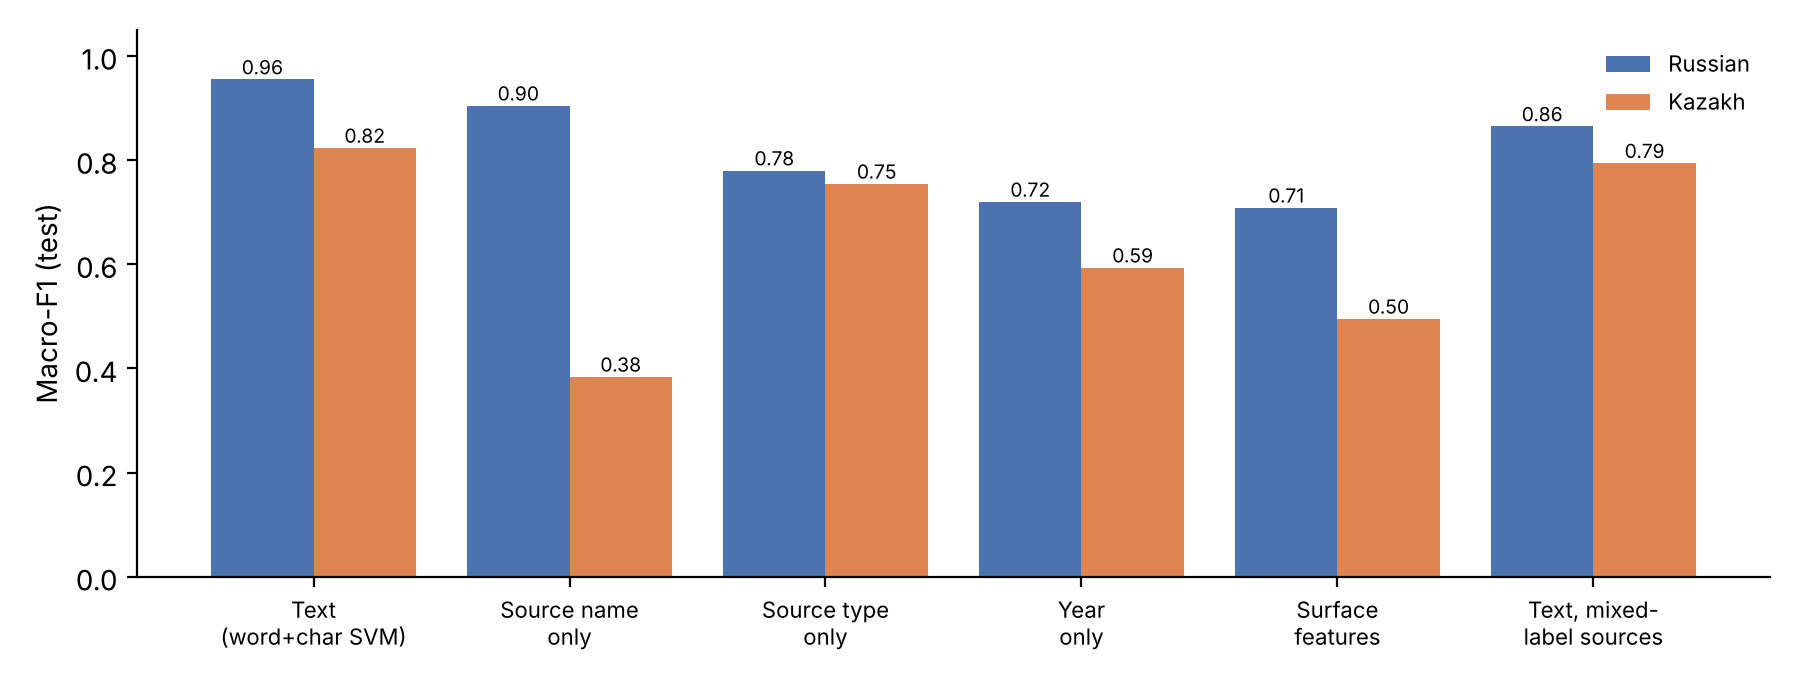 Macro-F1 (test)
1.0
0.8
0.6
0.4
0.2
0.0
0.96
0.82
0.90
0.38
0.78
0.75
0.72
0.59
0.71
0.50
0.86
0.79
Russian
Kazakh
Text
(word+char SVM)
Source name
only
Source type
only
Year
only
Surface
features
Text, mixed-
label sources